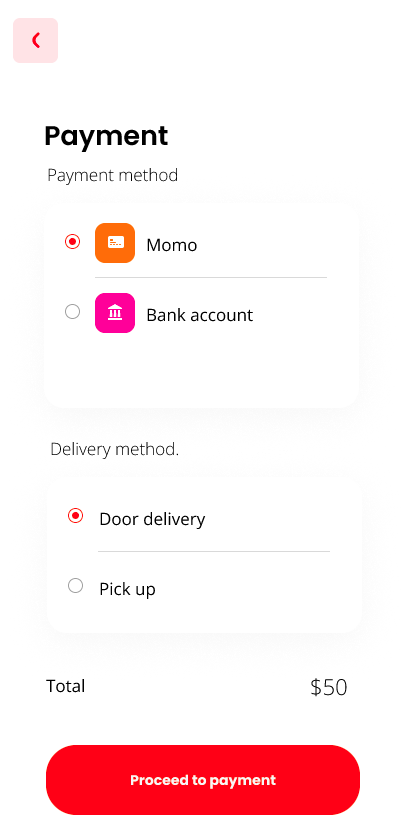 Payment
Payment method
Momo
Bank account
Delivery method.
Door delivery
Pick up
Total
$50
Proceed to payment